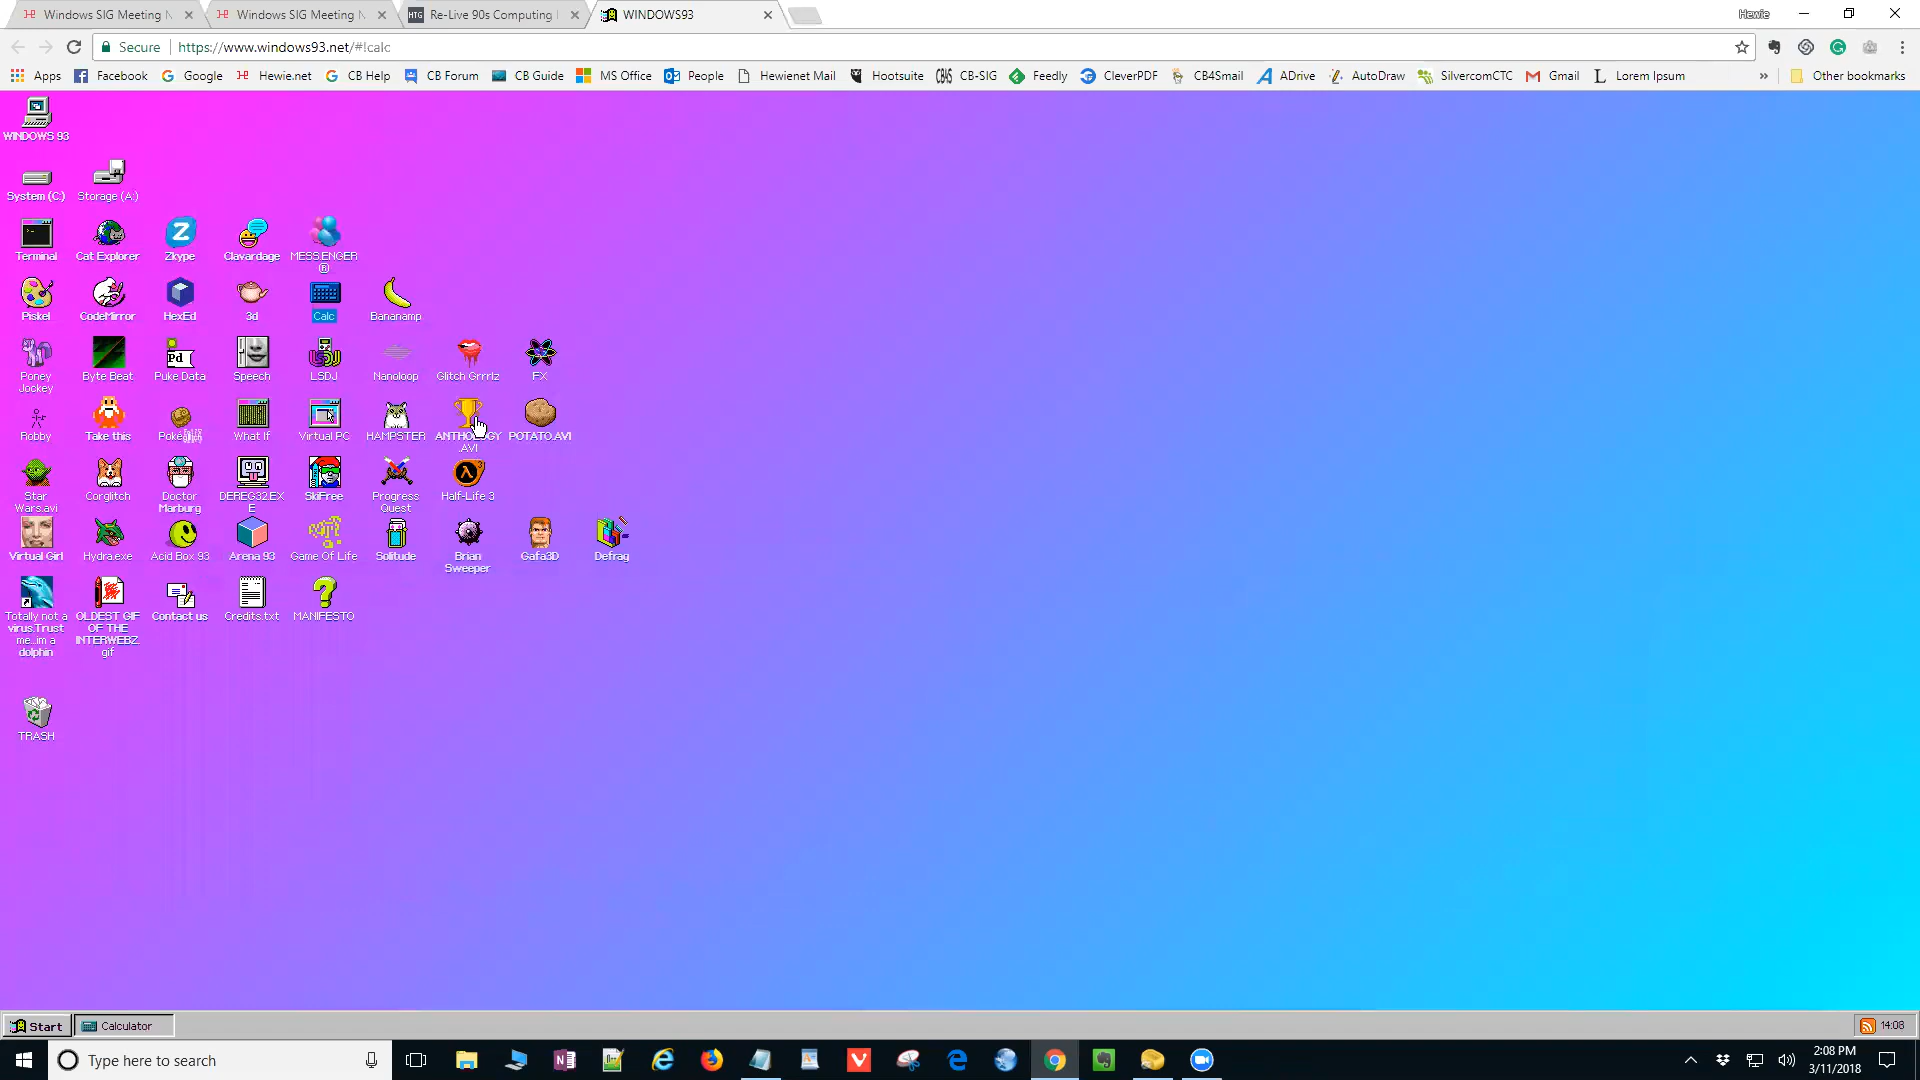 Windows SIG Meeting N
Windows SIG Meeting N
HTG Re-Live 90s Computing
WINDOWS93
Hewie
Secure https://www.windows93.net/#!calc
Apps Facebook Google Hewie.net CB Help CB Forum CB Guide MS Office People Hewienet Mail Hootsuite CB-SIG Feedly CleverPDF CB4Smail ADrive AutoDraw SilvercomCTC Gmail Lorem Ipsum » Other bookmarks
WINDOWS 93
System (C:) Storage (A:)
Terminal Cat Explorer Zkype Clavardage MESSENGER
®
Piskel CodeMirror HexEd 3d Calc Bananamp
Poney
Jockey
Byte Beat Puke Data Speech LSDJ Nanoloop Glitch Grrrlz FX
Robby Take this What If Virtual PC HAMPSTER ANTHOLOGY
.AVI
POTATO.AVI
Star
Wars.avi
Corglitch Doctor
Marburg
DEREG32.EX
E
SkiFree Progress
Quest
Half-Life 3
Virtual Girl Hydra.exe Acid Box 93 Arena 93 Game Of Life Solitude Brian
Sweeper
Gafa3D Defrag
Totally not a
virus.Trust
me..im a
dolphin
OLDEST GIF
OF THE
INTERWEBZ.
gif
Contact us Credits.txt MANIFESTO
TRASH
Start Calculator 14:08
Type here to search
2:08 PM
3/11/2018